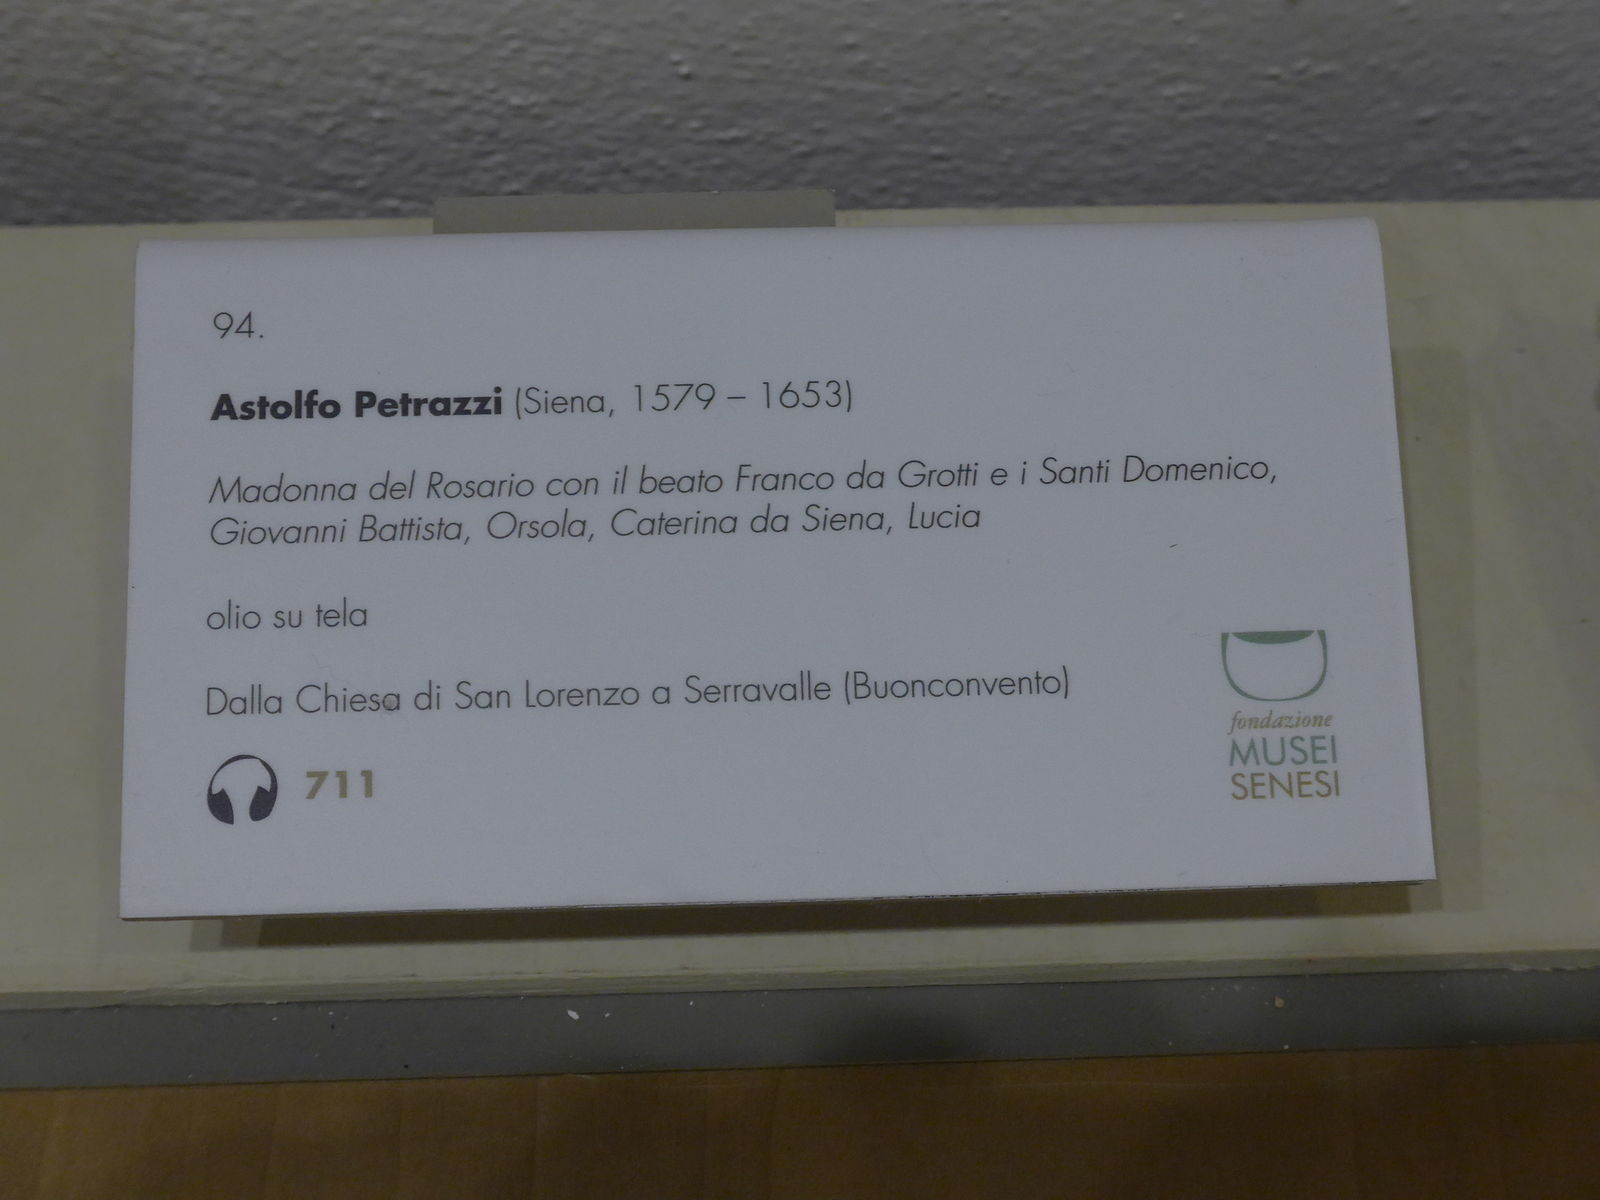 94.
Astolfo Petrazzi (Siena, 1579 – 1653)
Madonna del Rosario con il beato Franco da Grotti e i Santi Domenico,
Giovanni Battista, Orsola, Caterina da Siena, Lucia
olio su tela
Dalla Chiesa di San Lorenzo a Serravalle (Buonconvento)
711
fondazione
MUSEI
SENESI